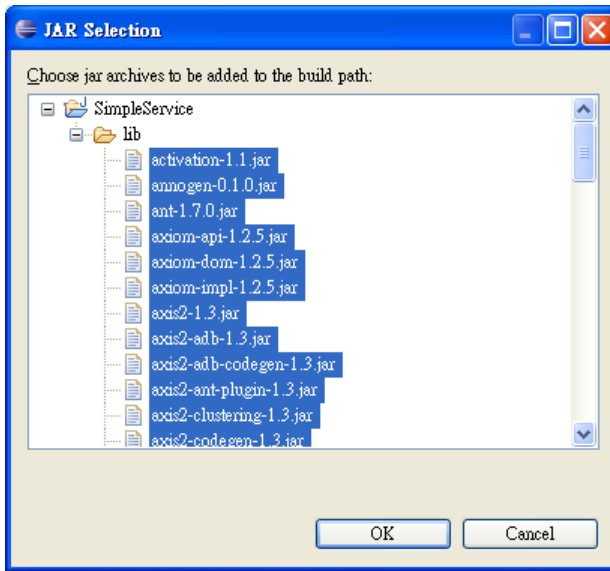 JAR Selection
Choose jar archives to be added to the build path:
SimpleService
lib
activation-1.1.jar
annogen-0.1.0.jar
ant-1.7.0.jar
axiom-api-1.2.5.jar
axiom-dom-1.2.5.jar
axiom-impl-1.2.5.jar
axis2-1.3.jar
axis2-adb-1.3.jar
axis2-adb-codegen-1.3.jar
axis2-ant-plugin-1.3.jar
axis2-clustering-1.3.jar
axis2-codegen-1.3.jar
OK Cancel